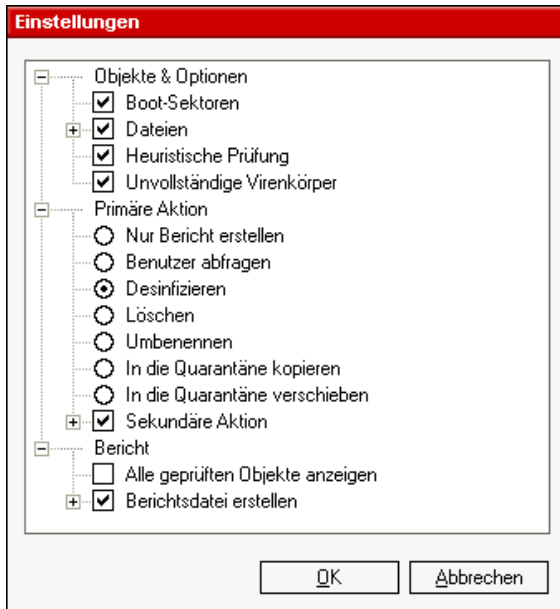 Einstellungen
Objekte & Optionen
Boot-Sektoren
Dateien
Heuristische Prüfung
Unvollständige Virenkörper
Primäre Aktion
Nur Bericht erstellen
Benutzer abfragen
Desinfizieren
Löschen
Umbenennen
In die Quarantäne kopieren
In die Quarantäne verschieben
Sekundäre Aktion
Bericht
Alle geprüften Objekte anzeigen
Berichtsdatei erstellen
OK Abbrechen